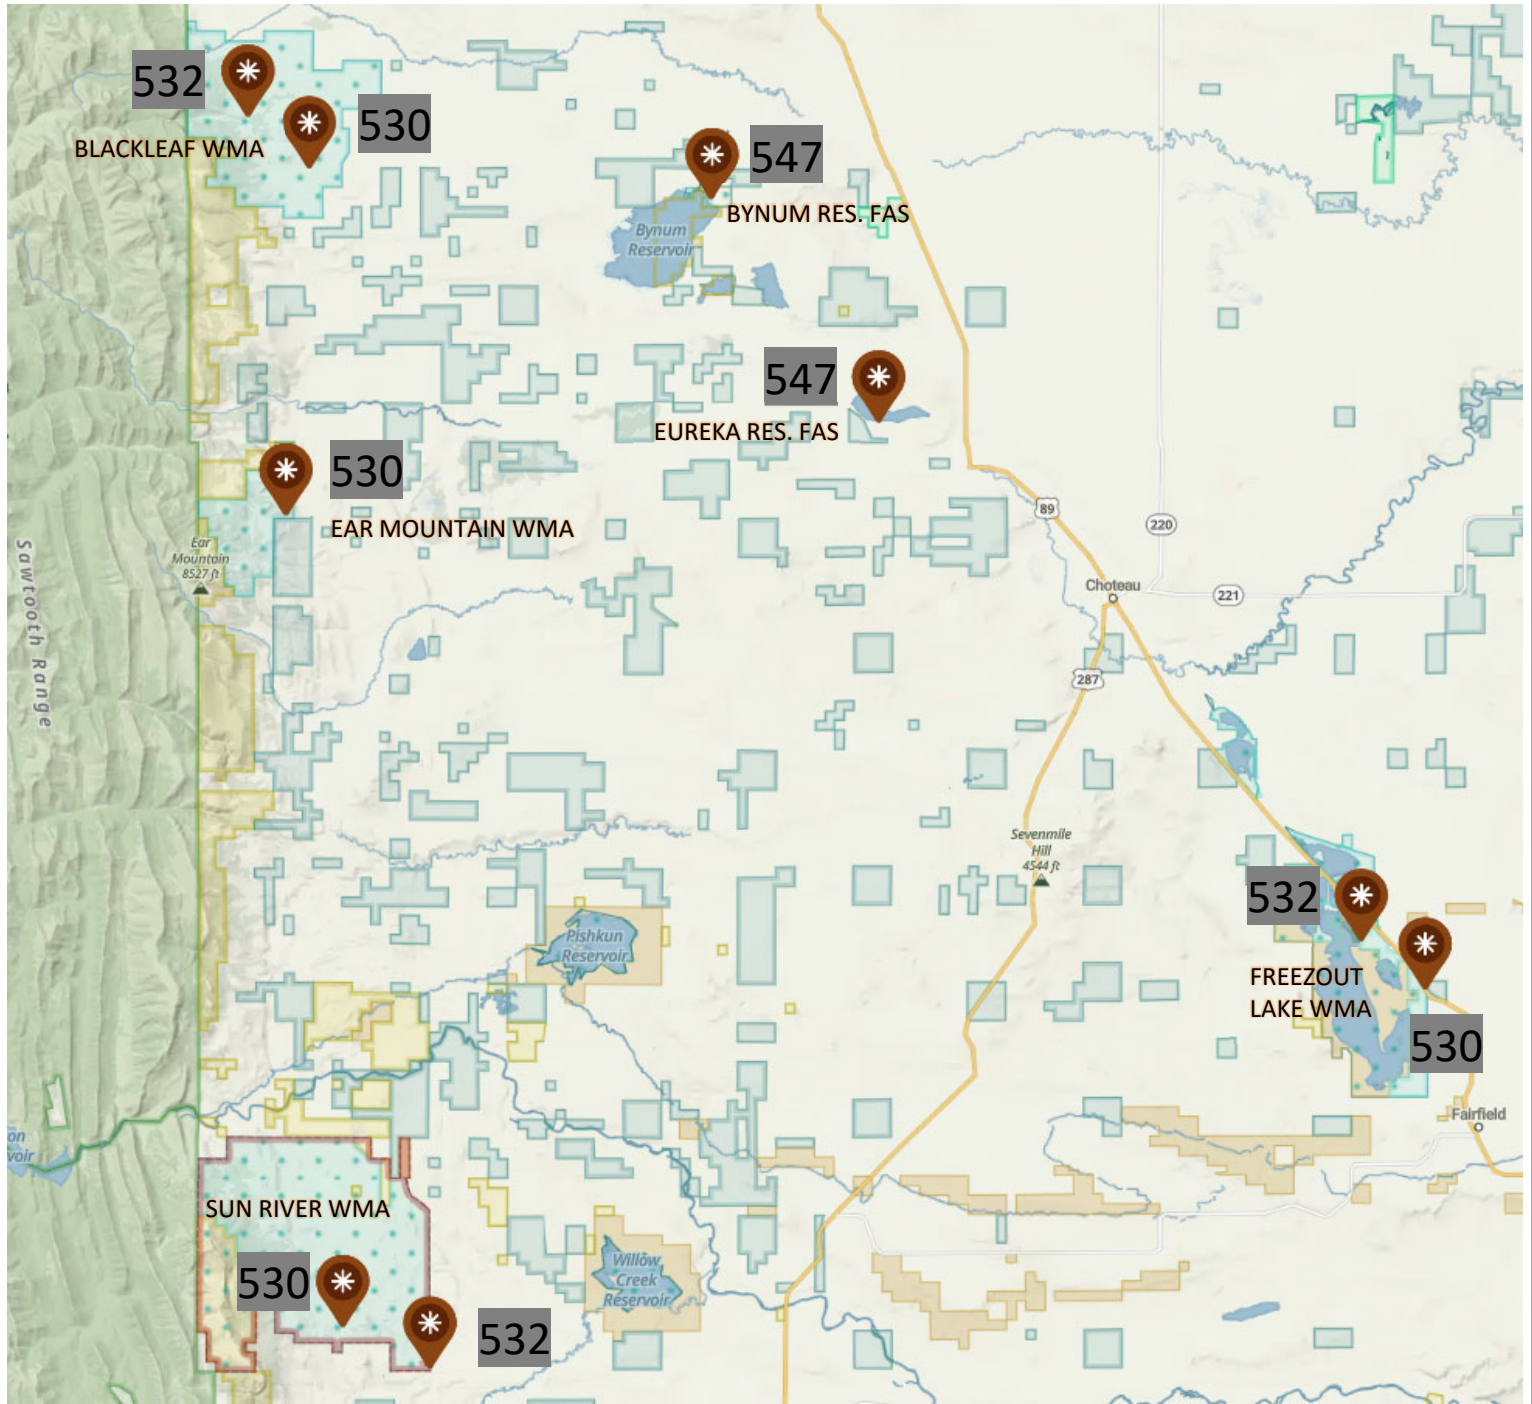 532
530
BLACKLEAF WMA
547
BYNUM RES. FAS
Bynum
Reservoir
547
EUREKA RES. FAS
530
EAR MOUNTAIN WMA
89
220
Ear
Mountain
8527 ft
Sawtooth Range
Choteau
221
287
Sevenmile
Hill
4544 ft
532
Pishkun
Reservoir
FREEZOUT
LAKE WMA
530
Fairfield
on
voir
SUN RIVER WMA
530
Willow
Creek
Reservoir
532